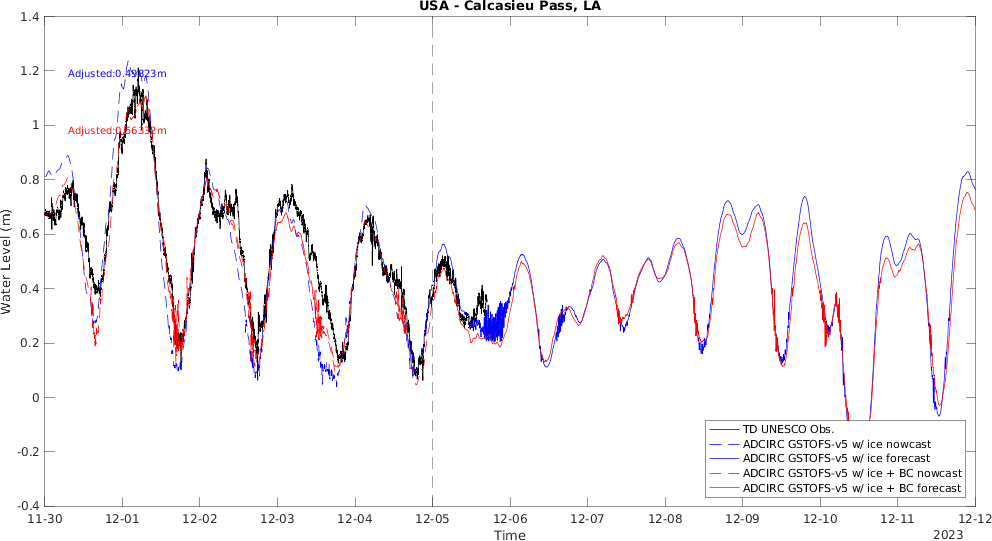 USA - Calcasieu Pass, LA
1.4
1.2
1
0.8
0.6
0.4
0.2
0
-0.2
-0.4
Water Level (m)
Adjusted:0.49823m
Adjusted:0.56332m
TD UNESCO Obs.
ADCIRC GSTOFS-v5 w/ ice nowcast
ADCIRC GSTOFS-v5 w/ ice forecast
ADCIRC GSTOFS-v5 w/ ice + BC nowcast
ADCIRC GSTOFS-v5 w/ ice + BC forecast
11-30 12-01 12-02 12-03 12-04 12-05 12-06 12-07 12-08 12-09 12-10 12-11 12-12
Time
2023